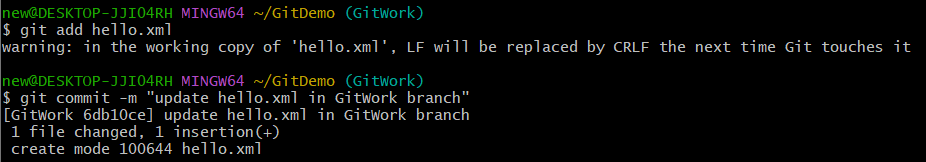 new@DESKTOP-JJIO4RH MINGW64 ~/GitDemo (GitWork)
$ git add hello.xml
warning: in the working copy of 'hello.xml', LF will be replaced by CRLF the next time Git touches it
new@DESKTOP-JJIO4RH MINGW64 ~/GitDemo (GitWork)
$ git commit -m "update hello.xml in GitWork branch"
[GitWork 6db10ce] update hello.xml in GitWork branch
1 file changed, 1 insertion(+)
create mode 100644 hello.xml